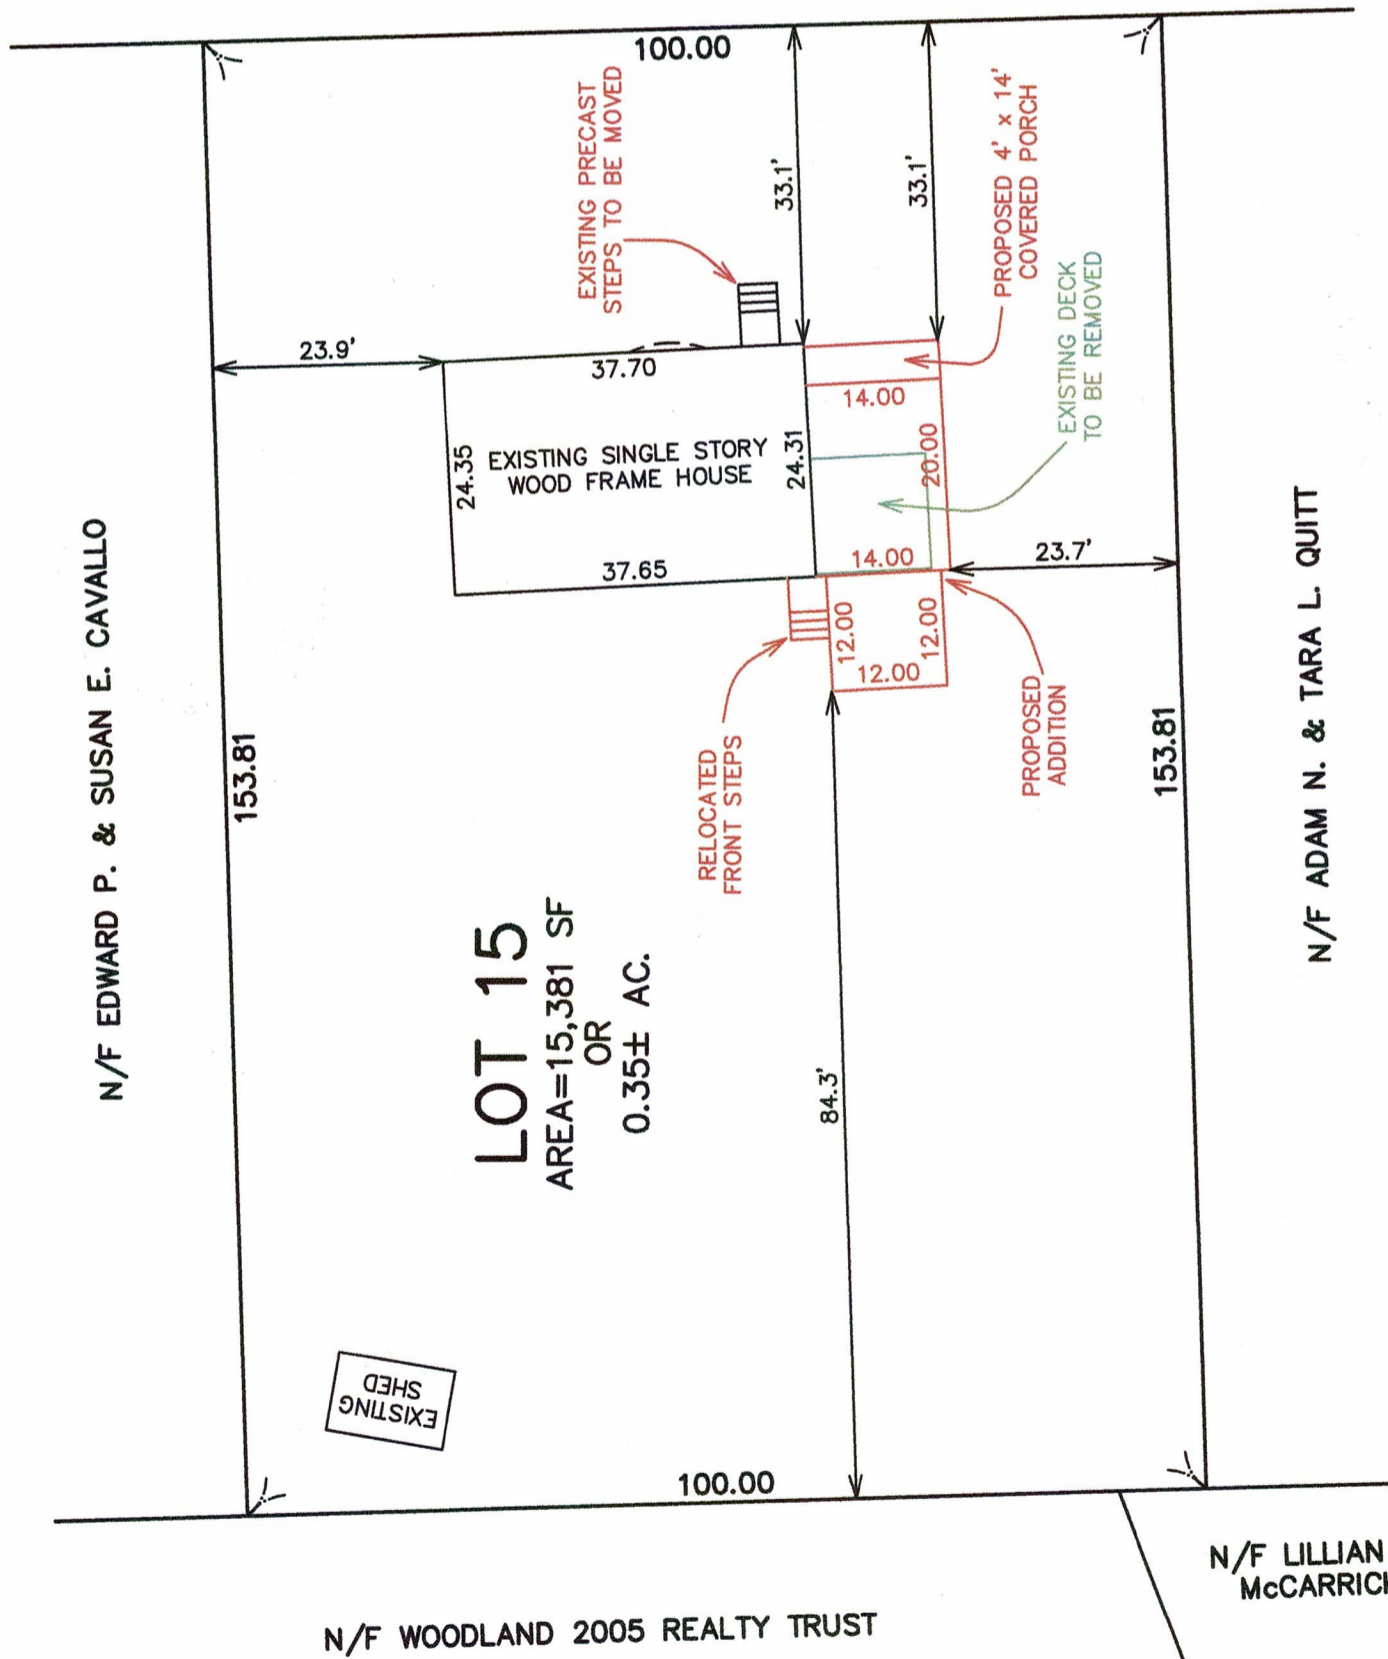 100.00
EXISTING PRECAST
STEPS TO BE MOVED
33.1'
33.1'
PROPOSED 4' x 14'
COVERED PORCH
EXISTING DECK
TO BE REMOVED
23.9'
37.70
14.00
24.35
EXISTING SINGLE STORY
WOOD FRAME HOUSE
24.31
20.00
37.65
14.00
23.7'
12.00
12.00
12.00
RELOCATED
FRONT STEPS
PROPOSED
ADDITION
N/F EDWARD P. & SUSAN E. CAVALLO
153.81
153.81
N/F ADAM N. & TARA L. QUITT
LOT 15
AREA=15,381 SF
OR
0.35± AC.
84.3'
EXISTING
SHED
100.00
N/F LILLIAN
McCARRICK
N/F WOODLAND 2005 REALTY TRUST